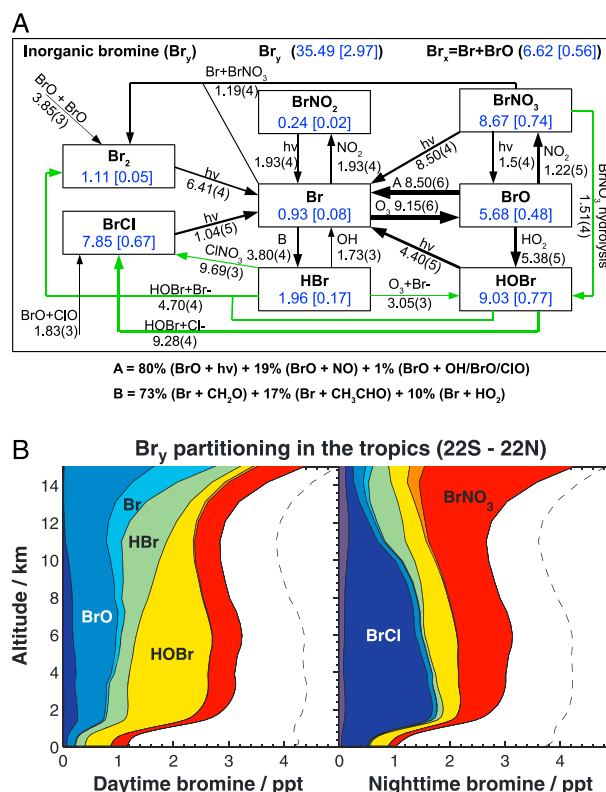 A
Inorganic bromine (Bry) Bry (35.49 [2.97]) Brx=Br+BrO (6.62 [0.56])
BrO + BrO
3.85(3)
Br+BrNO3
1.19(4)
BrNO2
0.24 [0.02]
BrNO3
8.67 [0.74]
Br2
1.11 [0.05]
hν
6.41(4)
hν
1.93(4)
NO2
1.93(4)
hν
8.50(4)
hν
1.5(4)
NO2
1.22(5)
BrNO3 hydrolysis
1.51(4)
BrCl
7.85 [0.67]
hν
1.04(5)
Br
0.93 [0.08]
A 8.50(6)
O3 9.15(6)
BrO
5.68 [0.48]
ClNO3
9.69(3)
B
3.80(4)
OH
1.73(3)
hν
4.40(5)
HO2
5.38(5)
HBr
1.96 [0.17]
O3+Br-
3.05(3)
HOBr
9.03 [0.77]
BrO+ClO
1.83(3)
HOBr+Br-
4.70(4)
HOBr+Cl-
9.28(4)
A = 80% (BrO + hν) + 19% (BrO + NO) + 1% (BrO + OH/BrO/ClO)
B = 73% (Br + CH2O) + 17% (Br + CH3CHO) + 10% (Br + HO2)
B
Bry partitioning in the tropics (22S - 22N)
Altitude / km
14
12
10
8
6
4
2
0
Br
HBr
BrO
HOBr
BrNO3
BrCl
0 1 2 3 4
0 1 2 3 4
Daytime bromine / ppt
Nighttime bromine / ppt